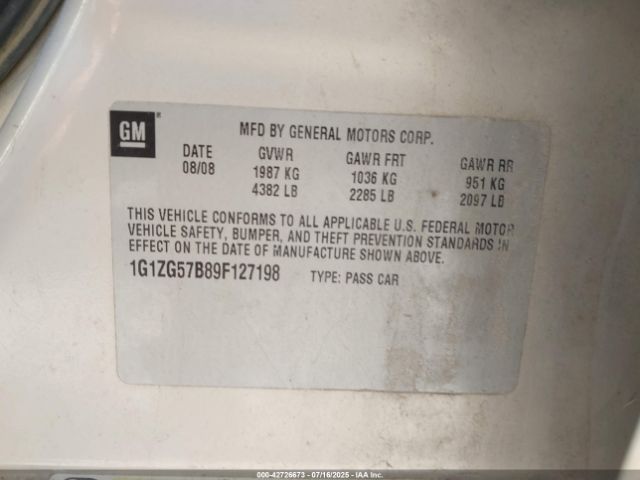 GM ®
MFD BY GENERAL MOTORS CORP.
DATE GVWR GAWR FRT GAWR RR
08/08 1987 KG 1036 KG 951 KG
4382 LB 2285 LB 2097 LB
THIS VEHICLE CONFORMS TO ALL APPLICABLE U.S. FEDERAL MOTOR
VEHICLE SAFETY, BUMPER, AND THEFT PREVENTION STANDARDS IN
EFFECT ON THE DATE OF MANUFACTURE SHOWN ABOVE.
1G1ZG57B89F127198 TYPE: PASS CAR
000-42726673 - 07/16/2025 - Copyright IAA, Inc.